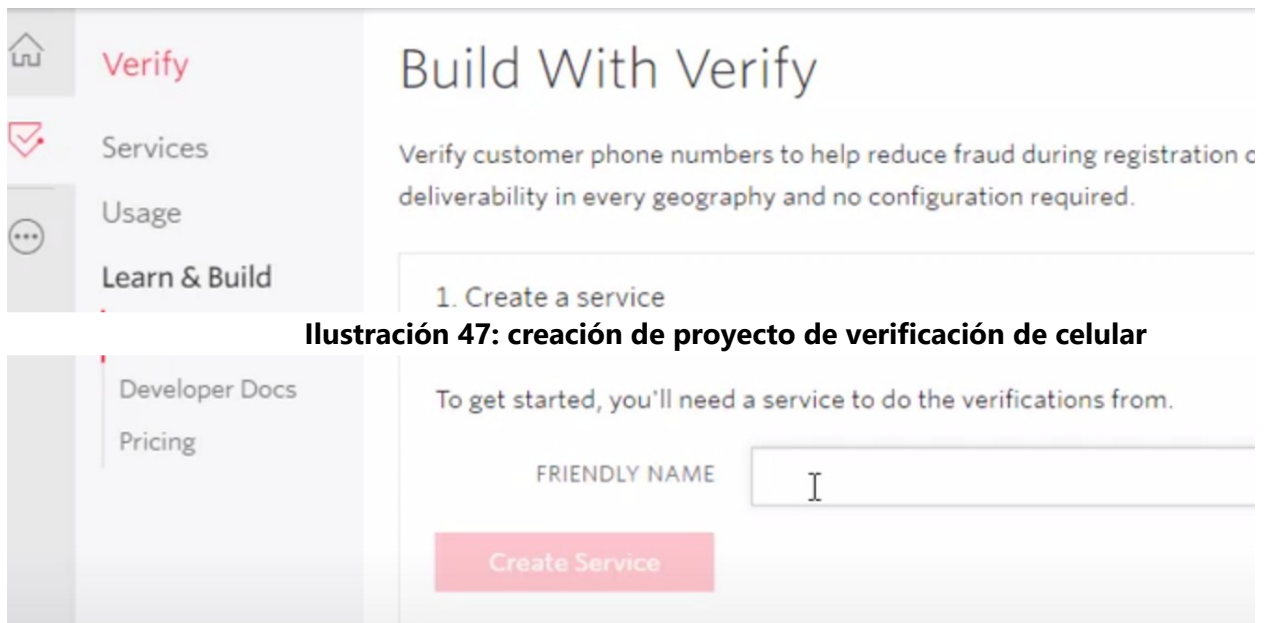 Verify
Services
Usage
Learn & Build
Developer Docs
Pricing
Build With Verify
Verify customer phone numbers to help reduce fraud during registration
deliverability in every geography and no configuration required.
1. Create a service
Ilustración 47: creación de proyecto de verificación de celular
To get started, you'll need a service to do the verifications from.
FRIENDLY NAME
Create Service